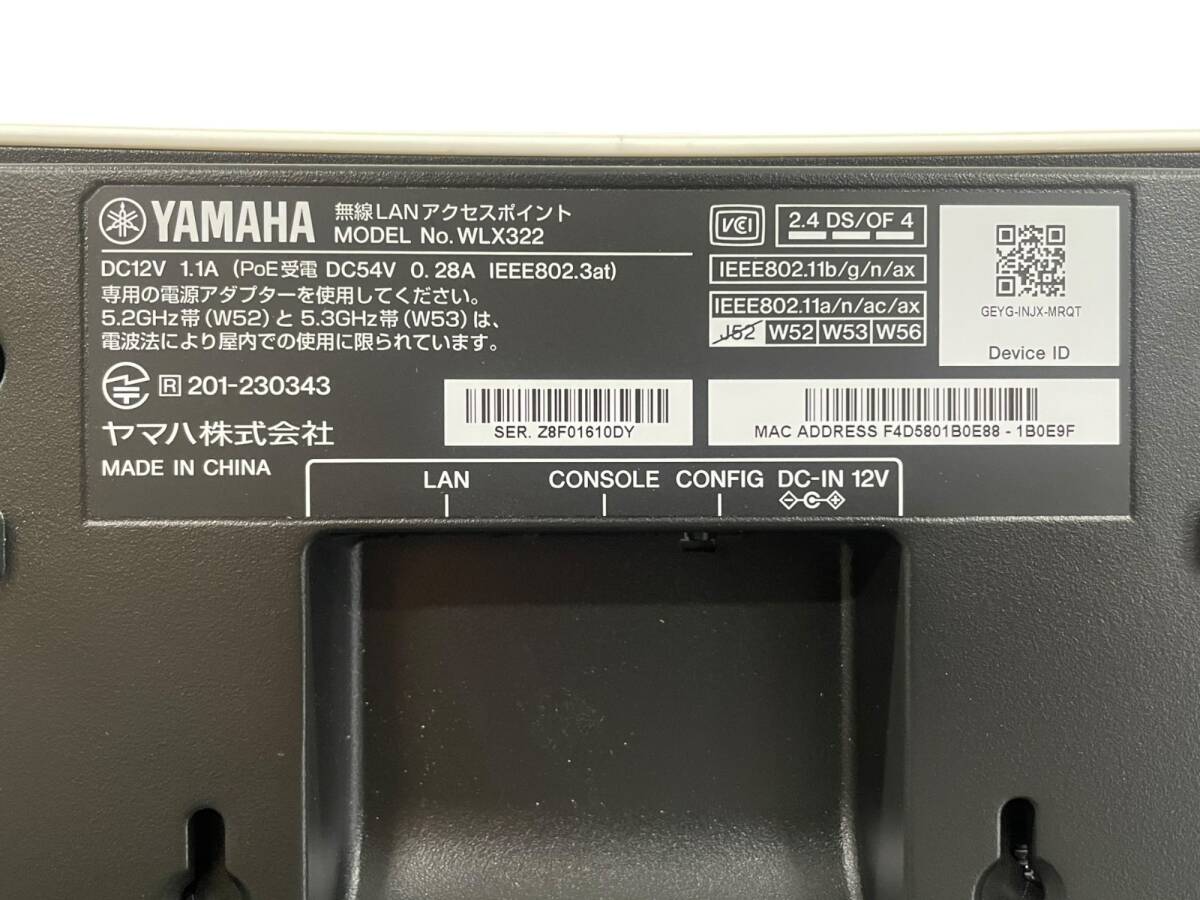 YAMAHA
無線LANアクセスポイント
MODEL No. WLX322
DC12V 1.1A (PoE受電 DC54V 0.28A IEEE802.3at)
専用の電源アダプターを使用してください。
5.2GHz帯(W52)と 5.3GHz帯(W53)は、
電波法により屋内での使用に限られています。
R 201-230343
ヤマハ株式会社
MADE IN CHINA
VCI
2.4 DS/OF 4
IEEE802.11b/g/n/ax
IEEE802.11a/n/ac/ax
J52 W52 W53 W56
GEYG-INJX-MRQT
Device ID
SER. Z8F01610DY
MAC ADDRESS F4D5801B0E88 - 1B0E9F
LAN CONSOLE CONFIG DC-IN 12V